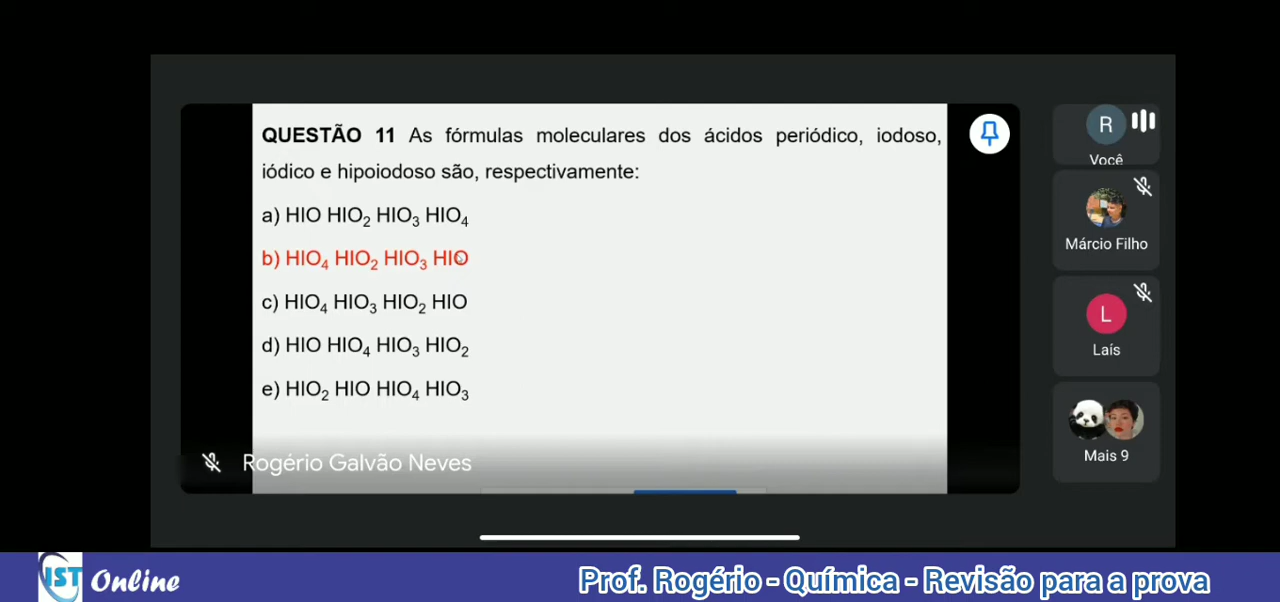 QUESTÃO 11 As fórmulas moleculares dos ácidos periódico, iodoso,
iódico e hipoiodoso são, respectivamente:
a) HIO HIO₂ HIO₃ HIO₄
b) HIO₄ HIO₂ HIO₃ HIO
c) HIO₄ HIO₃ HIO₂ HIO
d) HIO HIO₄ HIO₃ HIO₂
e) HIO₂ HIO HIO₄ HIO₃
Rogério Galvão Neves
R
Você
Márcio Filho
L
Laís
Mais 9
IST Online
Prof. Rogério - Química - Revisão para a prova